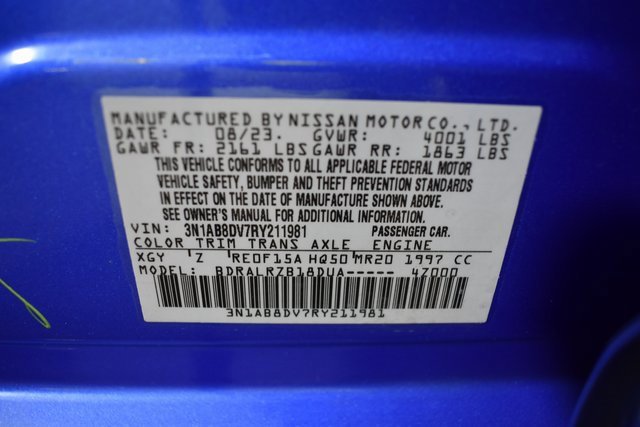 MANUFACTURED BY NISSAN MOTOR CO., LTD.
DATE: 08/23. GVWR: 4001 LBS
GAWR FR: 2161 LBS GAWR RR: 1863 LBS
THIS VEHICLE CONFORMS TO ALL APPLICABLE FEDERAL MOTOR
VEHICLE SAFETY, BUMPER AND THEFT PREVENTION STANDARDS
IN EFFECT ON THE DATE OF MANUFACTURE SHOWN ABOVE.
SEE OWNER'S MANUAL FOR ADDITIONAL INFORMATION.
VIN: 3N1AB8DV7RY211981 PASSENGER CAR.
COLOR TRIM TRANS AXLE ENGINE
XGY Z RE0F15A HQ50 MR20 1997 CC
MODEL: BDRALRZB18DUA----- 47000
3N1AB8DV7RY211981